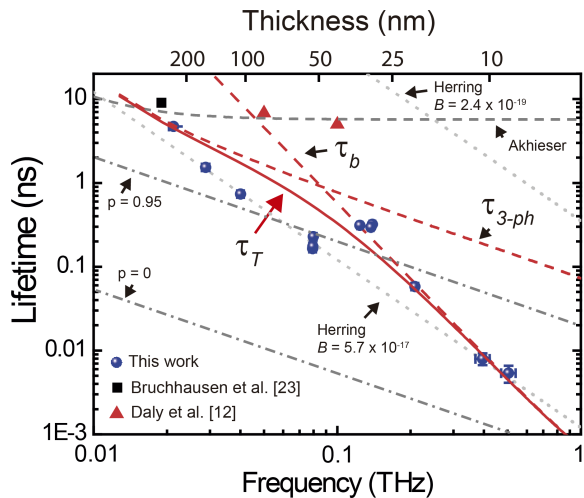 Thickness (nm)
200 100 50 25 10
Herring
B = 2.4 x 10⁻¹⁹
Akhieser
τb
τ3-ph
p = 0.95
τT
p = 0
Herring
B = 5.7 x 10⁻¹⁷
This work
Bruchhausen et al. [23]
Daly et al. [12]
Lifetime (ns)
10
1
0.1
0.01
1E-3
0.01 0.1 1
Frequency (THz)